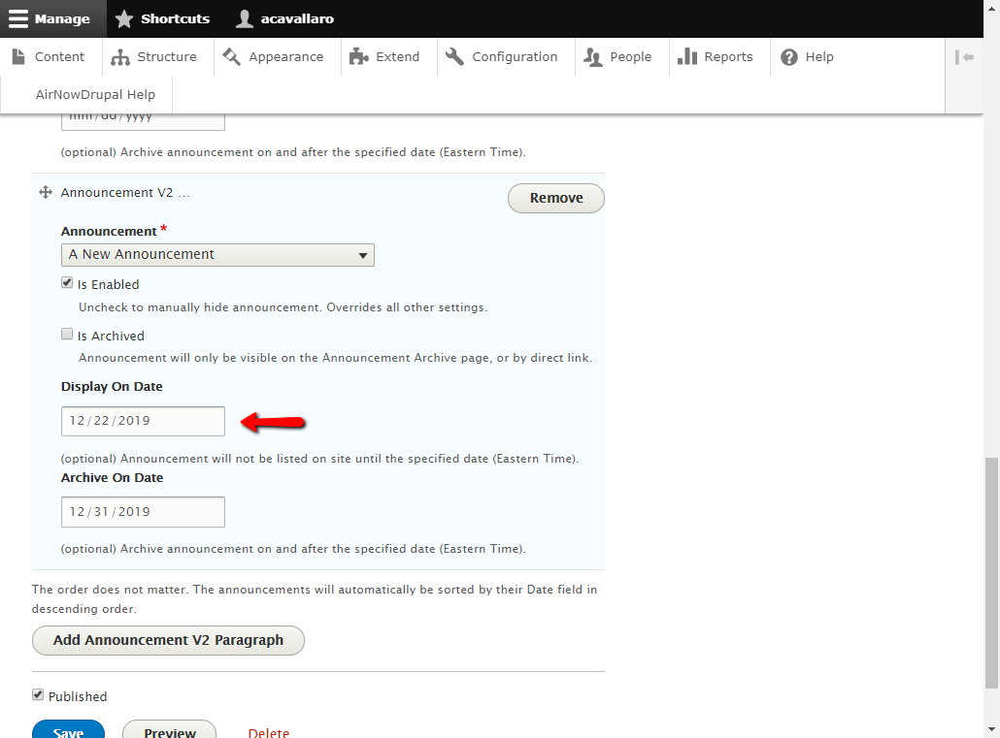 Manage Shortcuts acavallaro
Content Structure Appearance Extend Configuration People Reports Help
AirNowDrupal Help
mm/dd/yyyy
(optional) Archive announcement on and after the specified date (Eastern Time).
Announcement V2 ...
Remove
Announcement *
A New Announcement
Is Enabled
Uncheck to manually hide announcement. Overrides all other settings.
Is Archived
Announcement will only be visible on the Announcement Archive page, or by direct link.
Display On Date
12/22/2019
(optional) Announcement will not be listed on site until the specified date (Eastern Time).
Archive On Date
12/31/2019
(optional) Archive announcement on and after the specified date (Eastern Time).
The order does not matter. The announcements will automatically be sorted by their Date field in
descending order.
Add Announcement V2 Paragraph
Published
Save Preview Delete